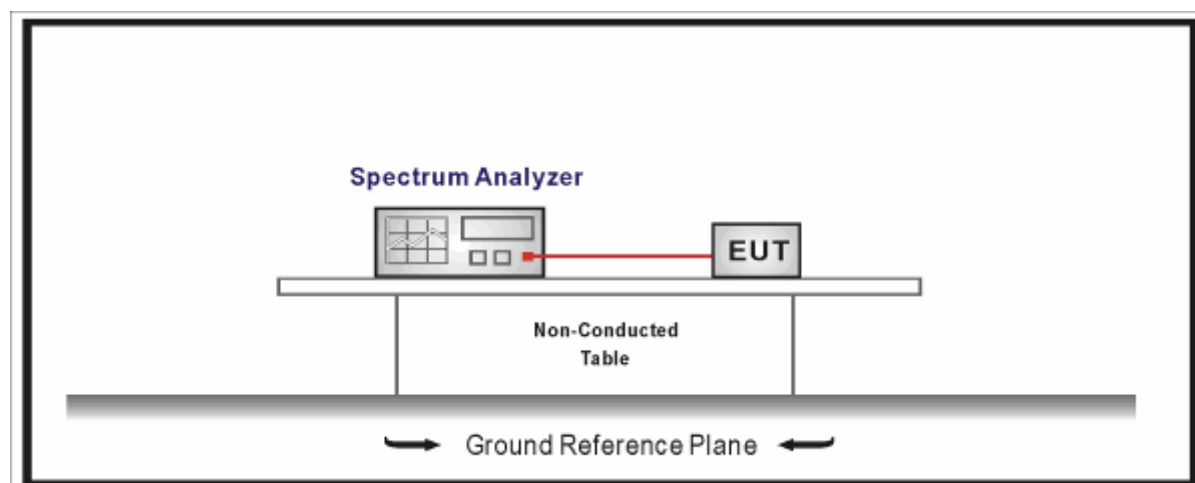 Spectrum Analyzer
EUT
Non-Conducted
Table
Ground Reference Plane